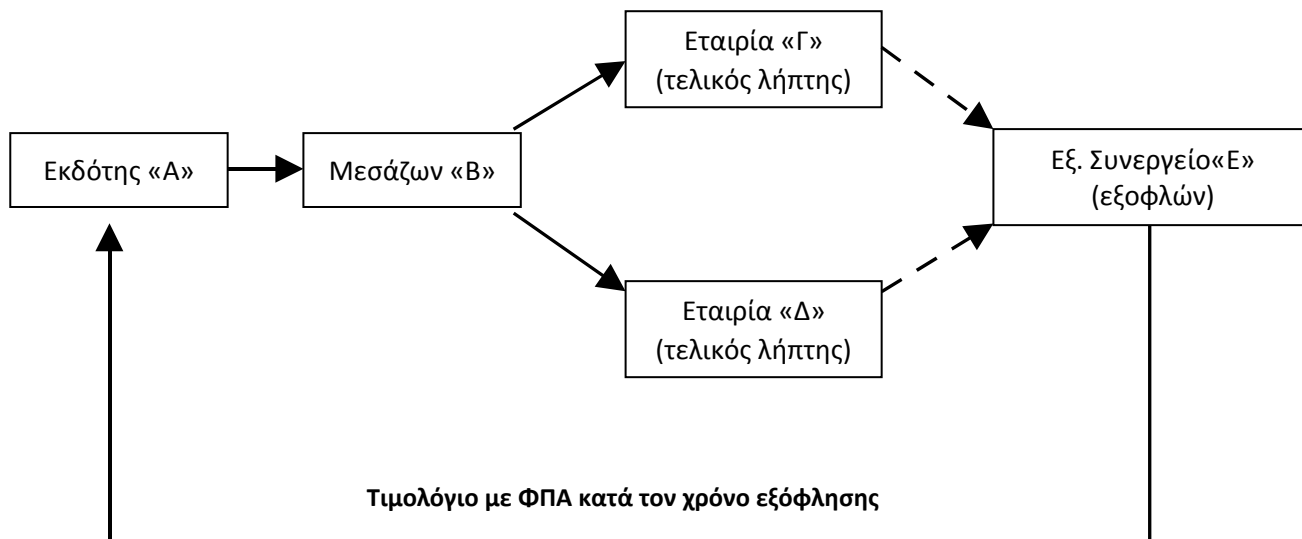 Εταιρία «Γ»
(τελικός λήπτης)
Εκδότης «Α»
Μεσάζων «Β»
Εξ. Συνεργείο«Ε»
(εξοφλών)
Εταιρία «Δ»
(τελικός λήπτης)
Τιμολόγιο με ΦΠΑ κατά τον χρόνο εξόφλησης